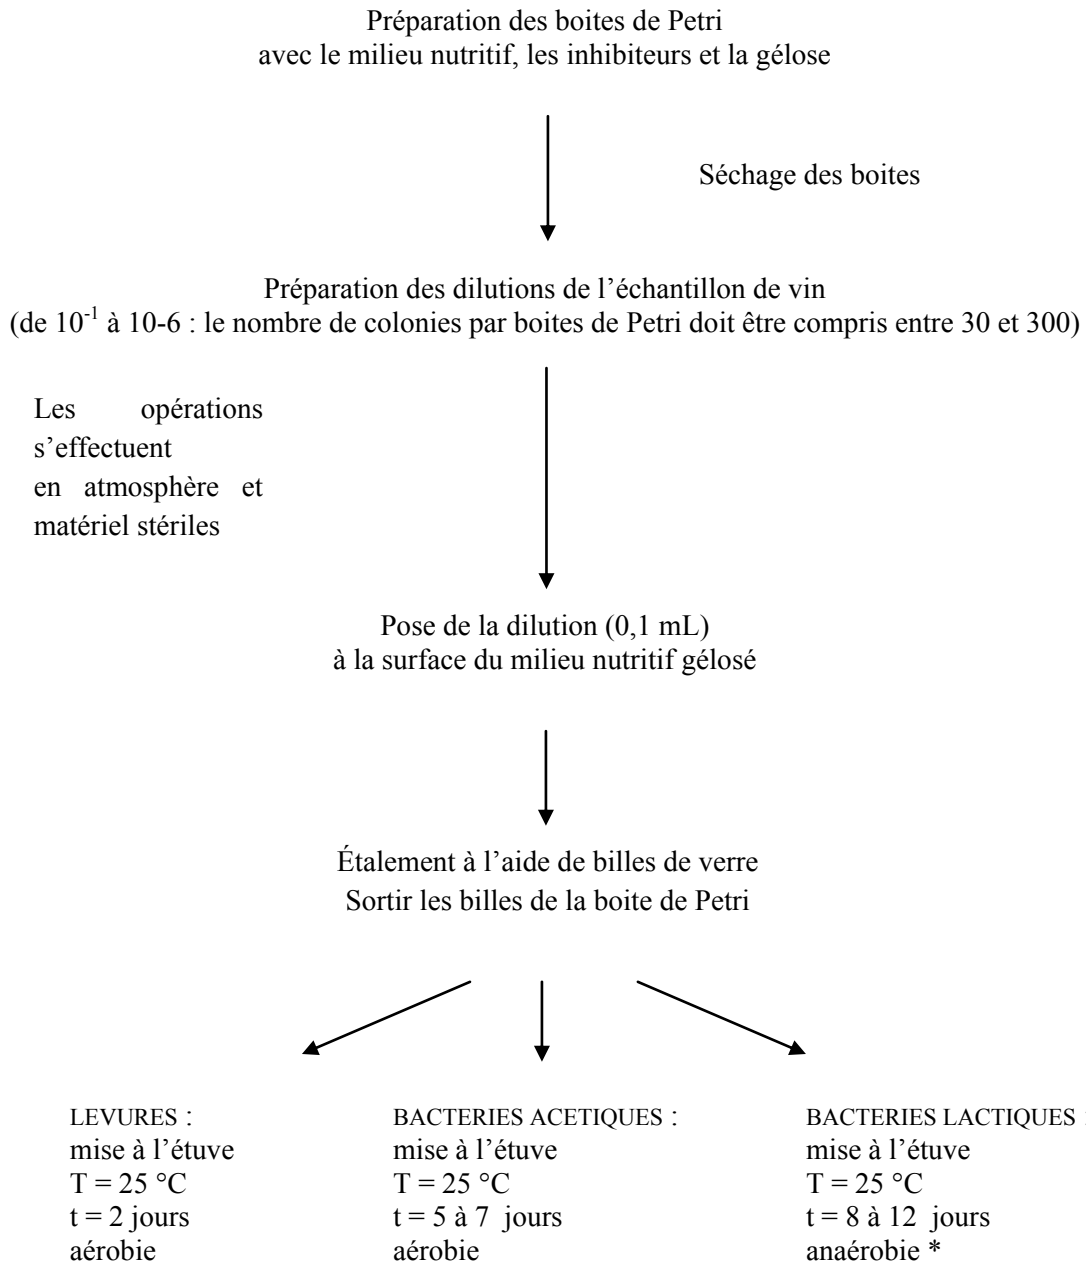 Préparation des boites de Petri
avec le milieu nutritif, les inhibiteurs et la gélose
Séchage des boites
Préparation des dilutions de l’échantillon de vin
(de 10-1 à 10-6 : le nombre de colonies par boites de Petri doit être compris entre 30 et 300)
Les opérations
s’effectuent
en atmosphère et
matériel stériles
Pose de la dilution (0,1 mL)
à la surface du milieu nutritif gélosé
Étalement à l’aide de billes de verre
Sortir les billes de la boite de Petri
LEVURES :
mise à l’étuve
T = 25 °C
t = 2 jours
aérobie
BACTERIES ACETIQUES :
mise à l’étuve
T = 25 °C
t = 5 à 7 jours
aérobie
BACTERIES LACTIQUES :
mise à l’étuve
T = 25 °C
t = 8 à 12 jours
anaérobie *